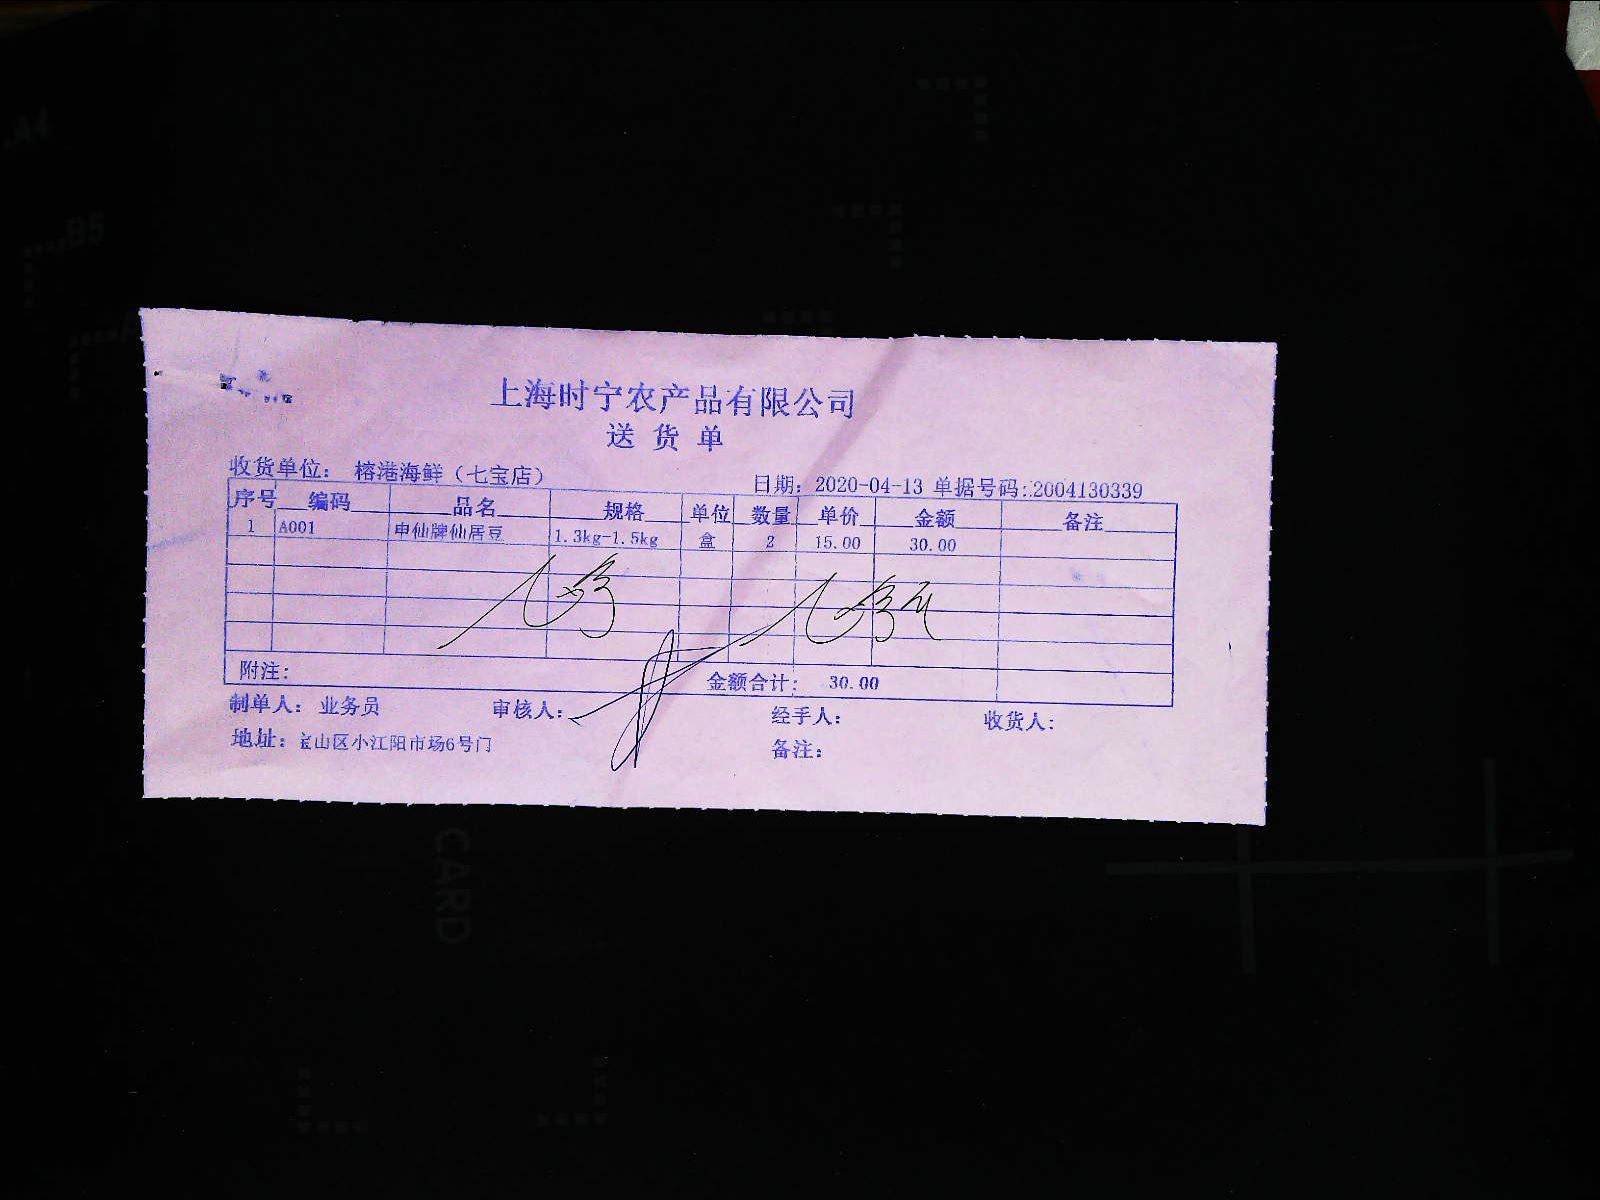 上海时宁农产品有限公司
送货单
收货单位: 榕港海鲜（七宝店） 日期: 2020-04-13 单据号码: 2004130339
序号 编码 品名 规格 单位 数量 单价 金额 备注
1 A001 申仙牌仙居豆 1.3kg-1.5kg 盒 2 15.00 30.00
附注: 金额合计: 30.00
制单人: 业务员 审核人: 经手人: 收货人:
地址: 宝山区小江阳市场6号门 备注:
A4
B5
CARD